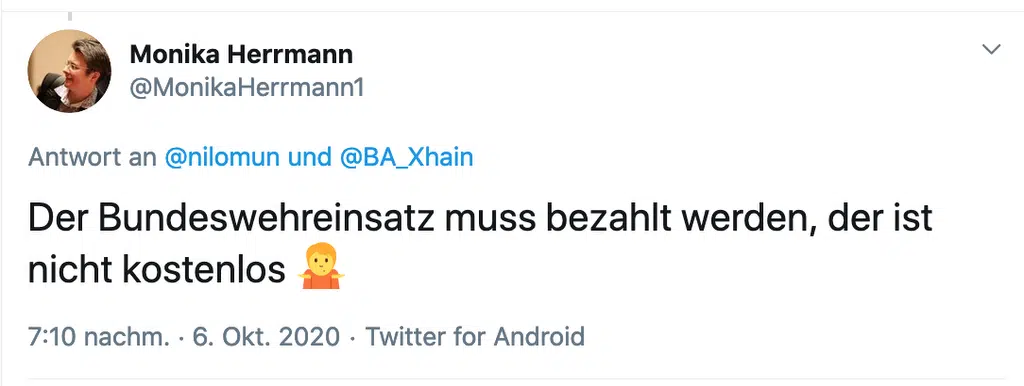 Monika Herrmann
@MonikaHerrmann1
Antwort an @nilomun und @BA_Xhain
Der Bundeswehreinsatz muss bezahlt werden, der ist
nicht kostenlos 🤷
7:10 nachm. · 6. Okt. 2020 · Twitter for Android